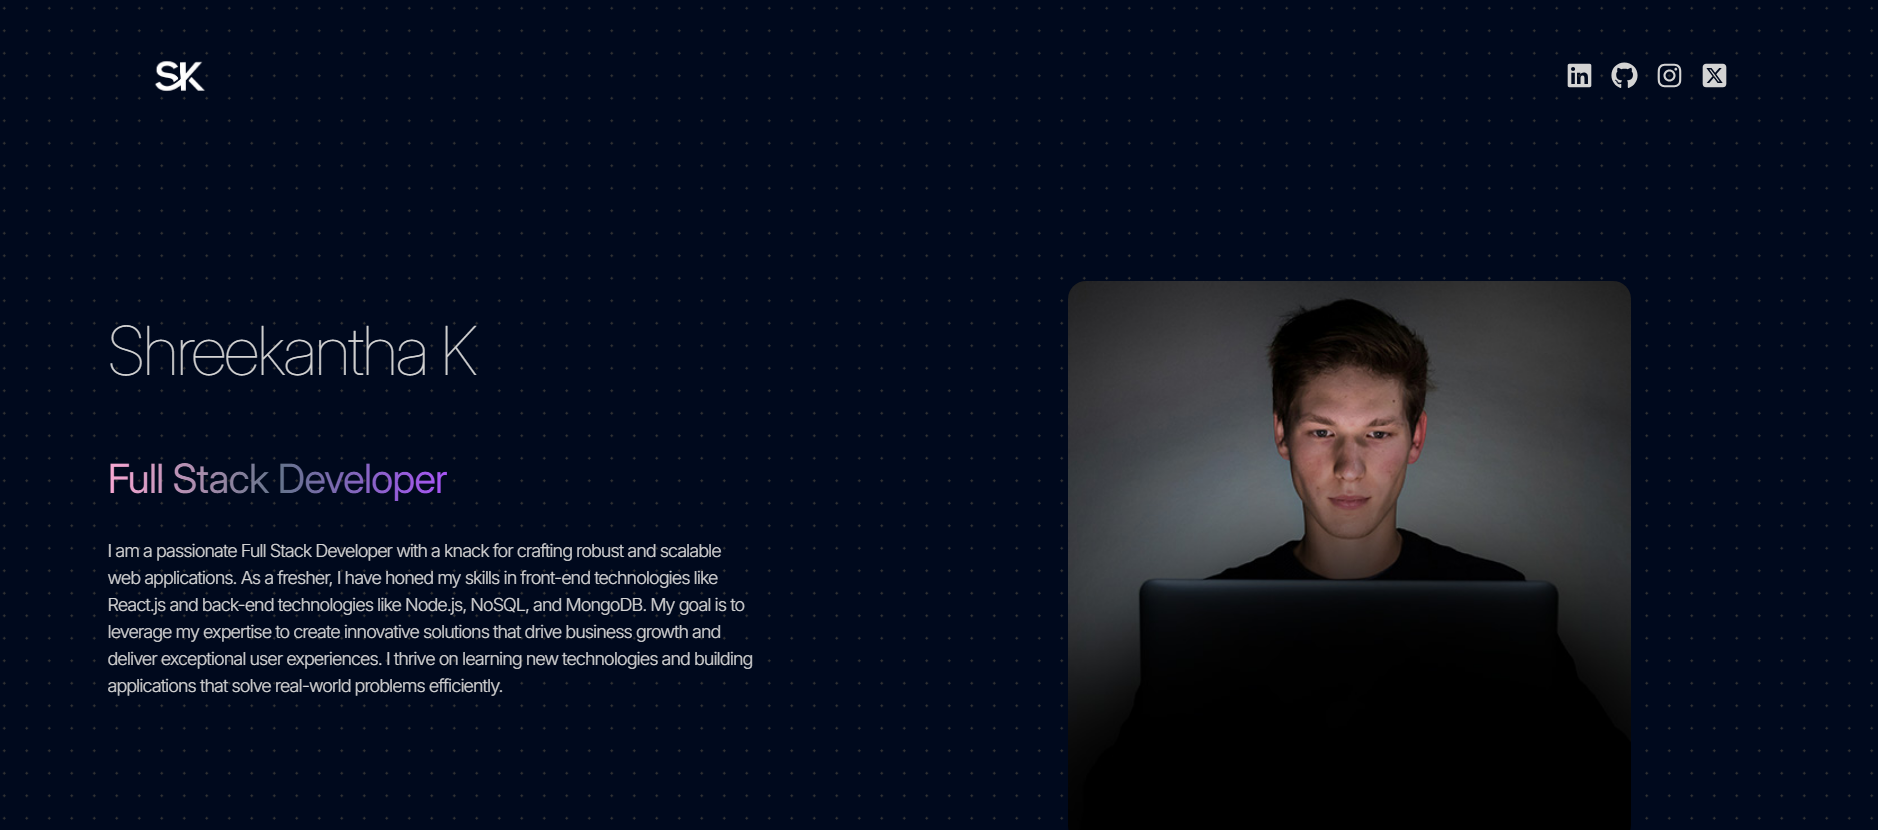 SK
Shreekantha K
Full Stack Developer
I am a passionate Full Stack Developer with a knack for crafting robust and scalable
web applications. As a fresher, I have honed my skills in front-end technologies like
React.js and back-end technologies like Node.js, NoSQL, and MongoDB. My goal is to
leverage my expertise to create innovative solutions that drive business growth and
deliver exceptional user experiences. I thrive on learning new technologies and building
applications that solve real-world problems efficiently.